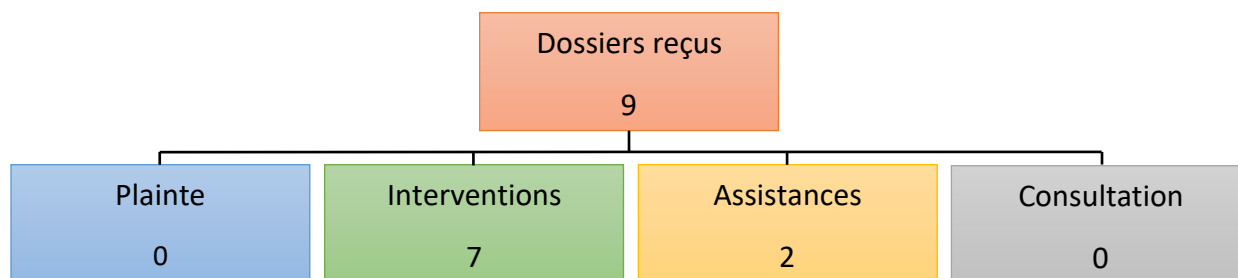 Dossiers reçus
9
Plainte
0
Interventions
7
Assistances
2
Consultation
0